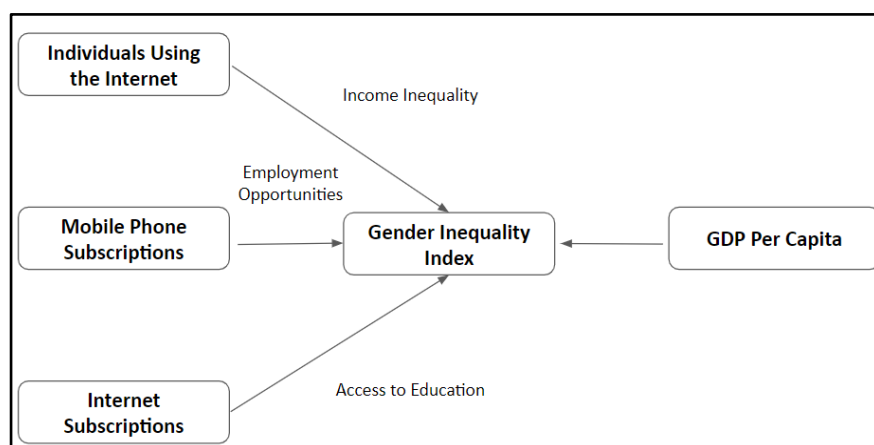 Individuals Using
the Internet
Income Inequality
Employment
Opportunities
Mobile Phone
Subscriptions
Gender Inequality
Index
GDP Per Capita
Access to Education
Internet
Subscriptions